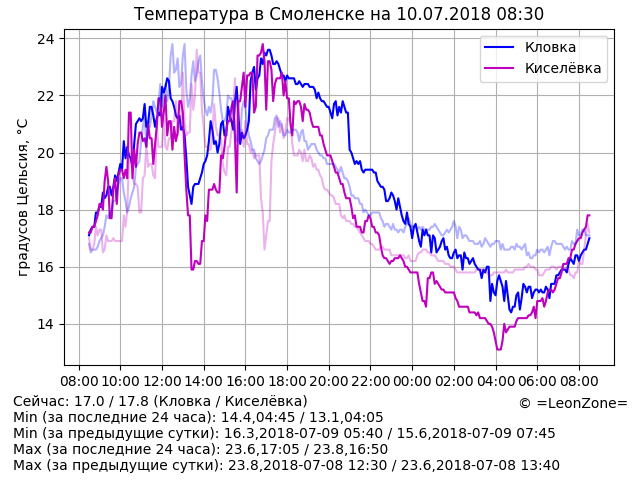 Температура в Смоленске на 10.07.2018 08:30
градусов Цельсия, °C
24
22
20
18
16
14
Кловка
Киселёвка
08:00 10:00 12:00 14:00 16:00 18:00 20:00 22:00 00:00 02:00 04:00 06:00 08:00
Сейчас: 17.0 / 17.8 (Кловка / Киселёвка)
© =LeonZone=
Min (за последние 24 часа): 14.4,04:45 / 13.1,04:05
Min (за предыдущие сутки): 16.3,2018-07-09 05:40 / 15.6,2018-07-09 07:45
Max (за последние 24 часа): 23.6,17:05 / 23.8,16:50
Max (за предыдущие сутки): 23.8,2018-07-08 12:30 / 23.6,2018-07-08 13:40